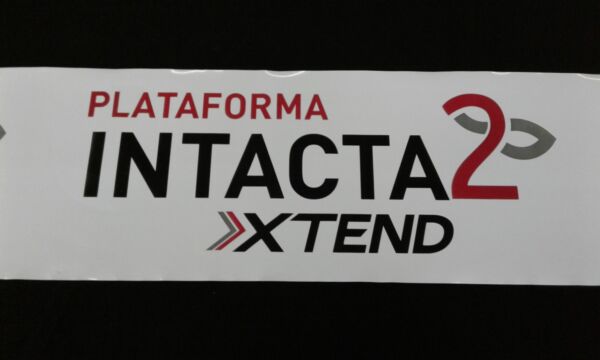 PLATAFORMA
INTACTA2
XTEND